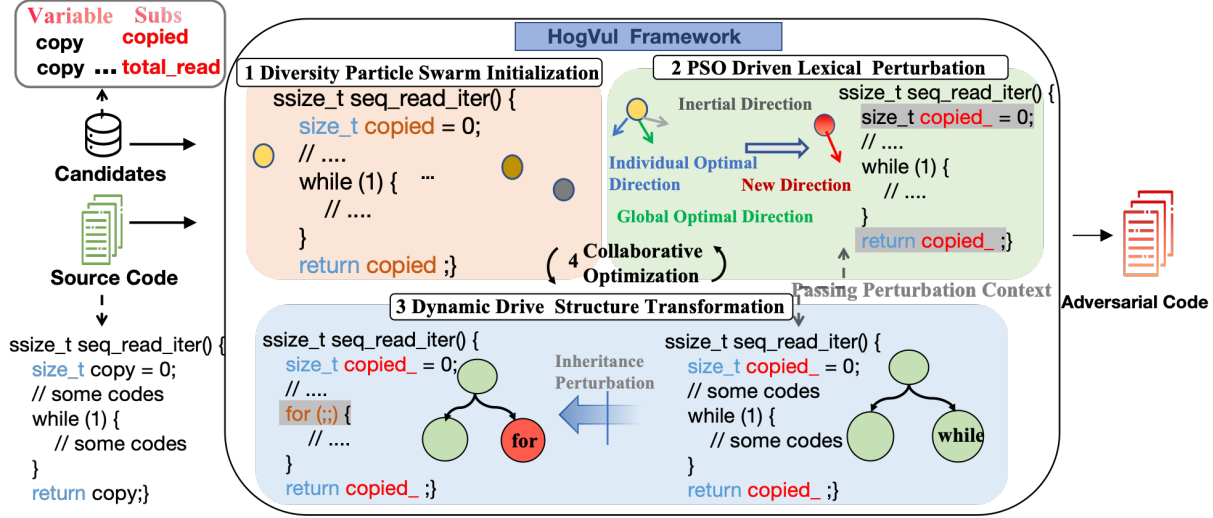 Variable Subs
copy copied
copy ... total_read
Candidates
Source Code
ssize_t seq_read_iter() {
size_t copy = 0;
// some codes
while (1) {
// some codes
}
return copy;}
HogVul Framework
1 Diversity Particle Swarm Initialization
ssize_t seq_read_iter() {
size_t copied = 0;
// ....
while (1) {
...
// ....
}
return copied ;}
2 PSO Driven Lexical Perturbation
Inertial Direction
Individual Optimal
Direction
New Direction
Global Optimal Direction
ssize_t seq_read_iter() {
size_t copied_ = 0;
// ....
while (1) {
// ....
}
return copied_ ;}
4 Collaborative
Optimization
Passing Perturbation Context
3 Dynamic Drive Structure Transformation
ssize_t seq_read_iter() {
size_t copied_ = 0;
// ....
for (;;) {
// ....
}
return copied_ ;}
for
Inheritance
Perturbation
ssize_t seq_read_iter() {
size_t copied_ = 0;
// some codes
while (1) {
// some codes
}
return copied_ ;}
while
Adversarial Code